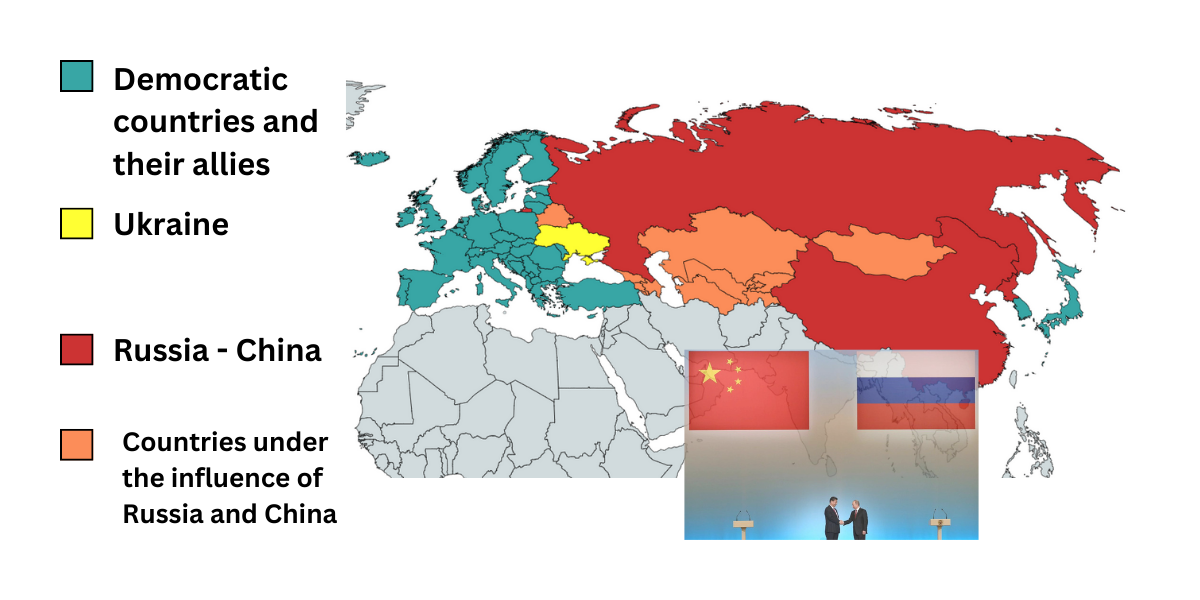 Democratic
countries and
their allies
Ukraine
Russia - China
Countries under
the influence of
Russia and China